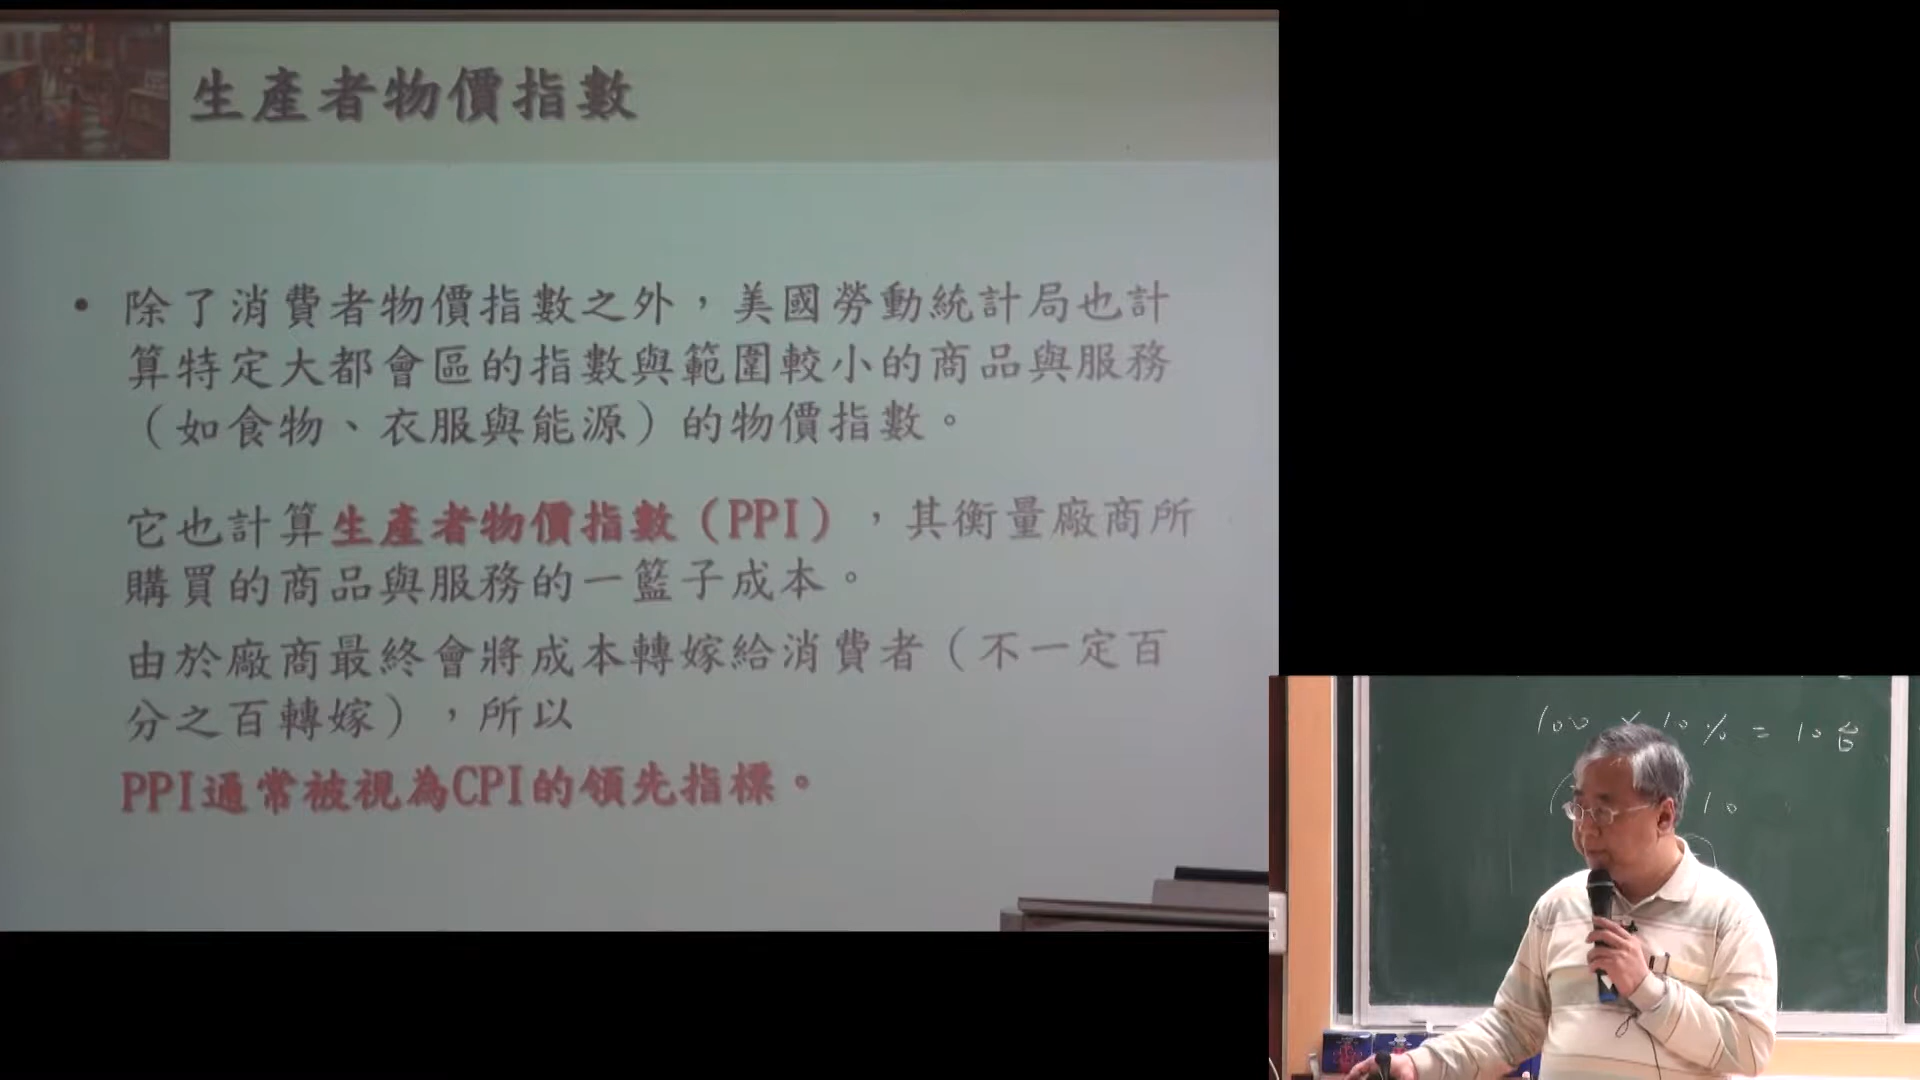 生產者物價指數
• 除了消費者物價指數之外，美國勞動統計局也計
算特定大都會區的指數與範圍較小的商品與服務
（如食物、衣服與能源）的物價指數。
它也計算生產者物價指數（PPI），其衡量廠商所
購買的商品與服務的一籃子成本。
由於廠商最終會將成本轉嫁給消費者（不一定百
分之百轉嫁），所以
PPI通常被視為CPI的領先指標。
100 × 10 % = 10
10